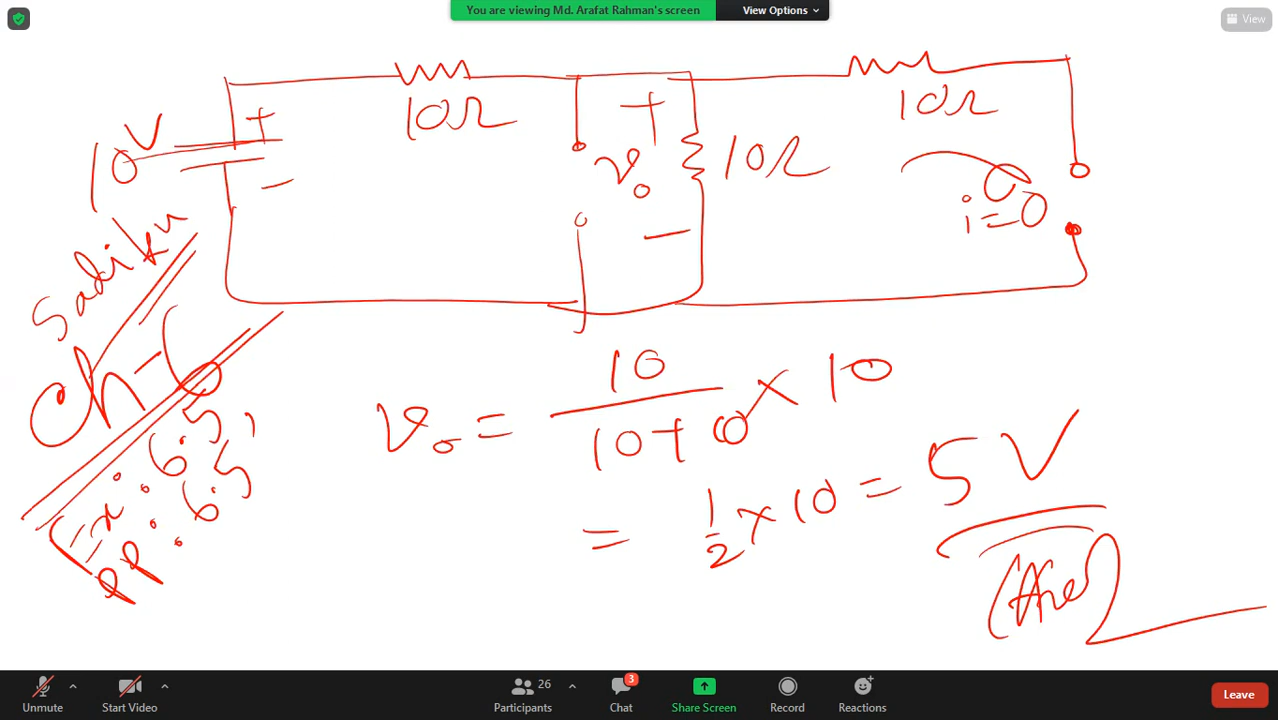 You are viewing Md. Arafat Rahman's screen
View Options
View
10V
+
-
10Ω
+
v₀
-
10Ω
10Ω
i=0
Sadiku
Ch-6
Ex: 6.5,
PP: 6.5
v₀ = 10/(10+10) × 10
= 1/2 × 10 = 5V
Unmute
Start Video
26
Participants
3
Chat
Share Screen
Record
Reactions
Leave